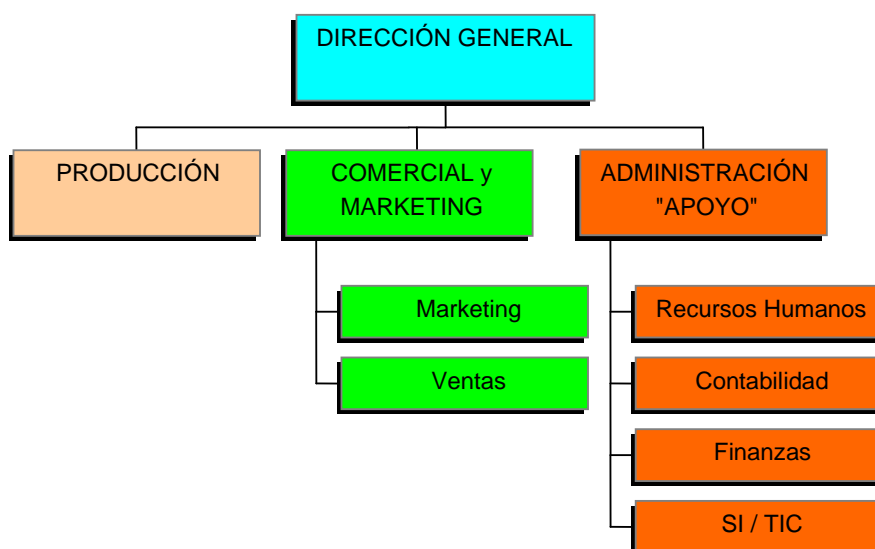 DIRECCIÓN GENERAL
PRODUCCIÓN
COMERCIAL y
MARKETING
ADMINISTRACIÓN
"APOYO"
Marketing
Ventas
Recursos Humanos
Contabilidad
Finanzas
SI / TIC